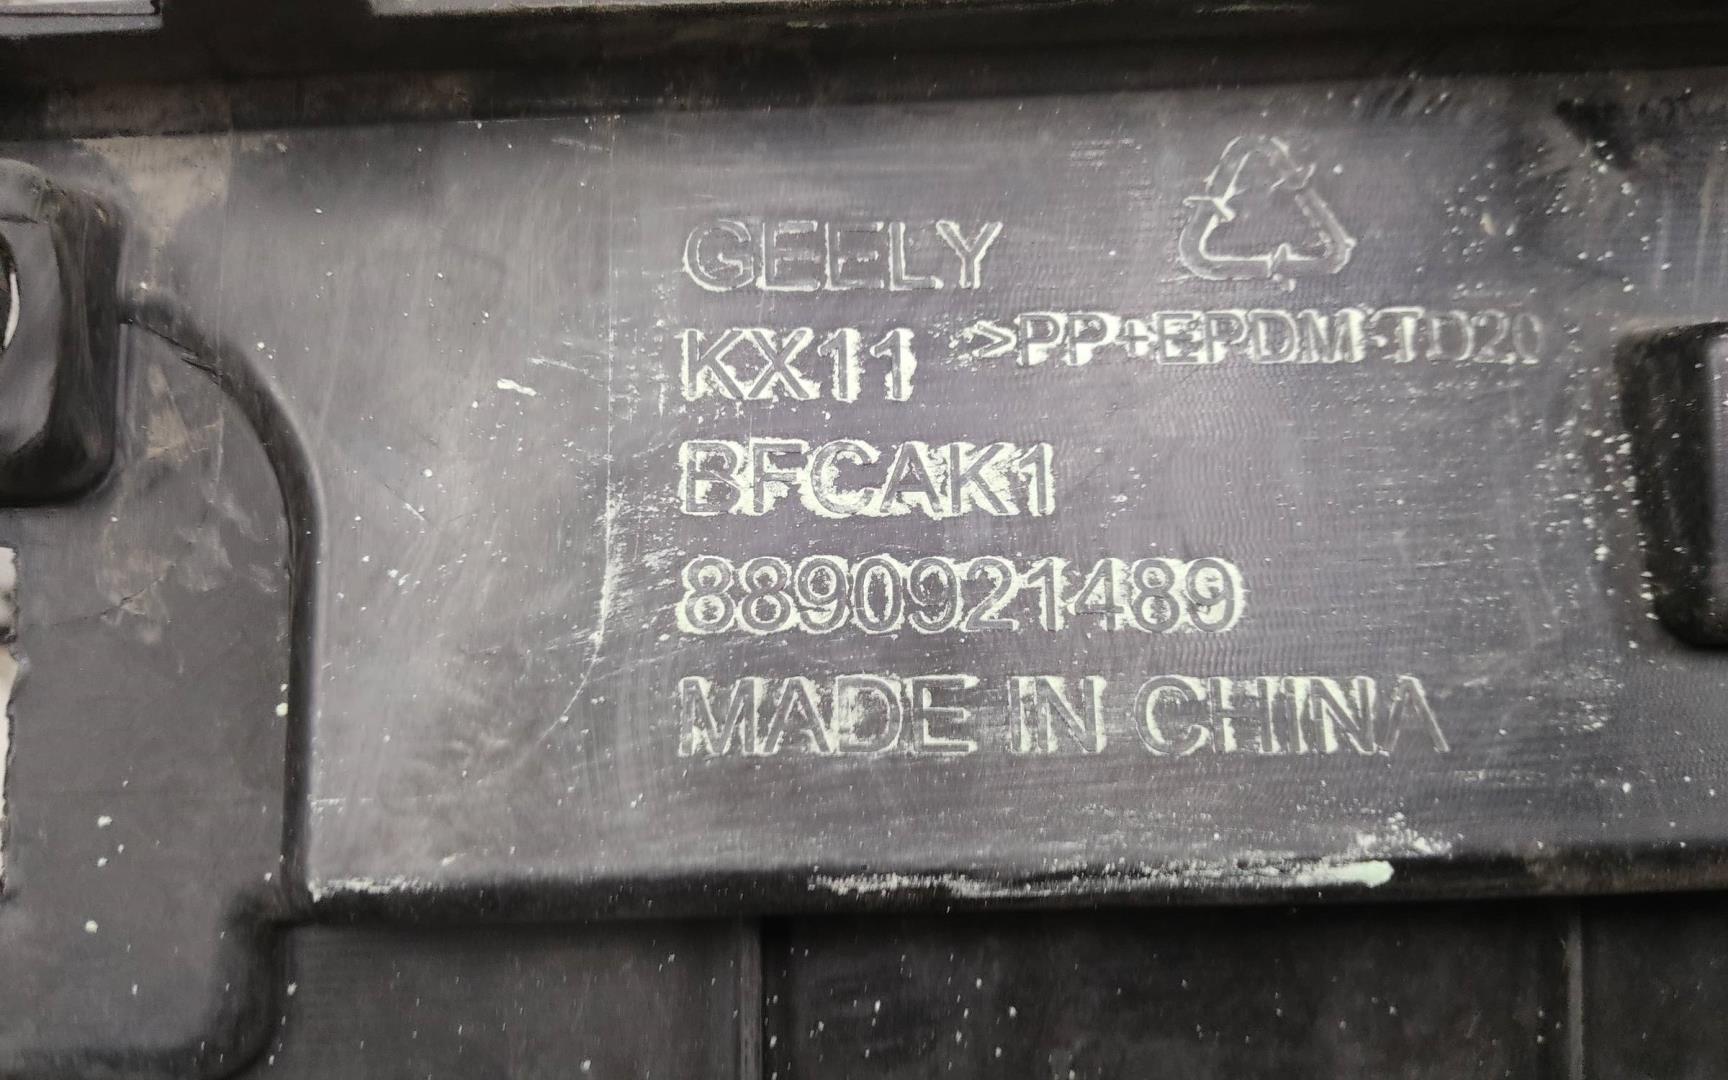 GEELY
KX11 >PP+EPDM-TD20
BFCAK1
8890921489
MADE IN CHINA